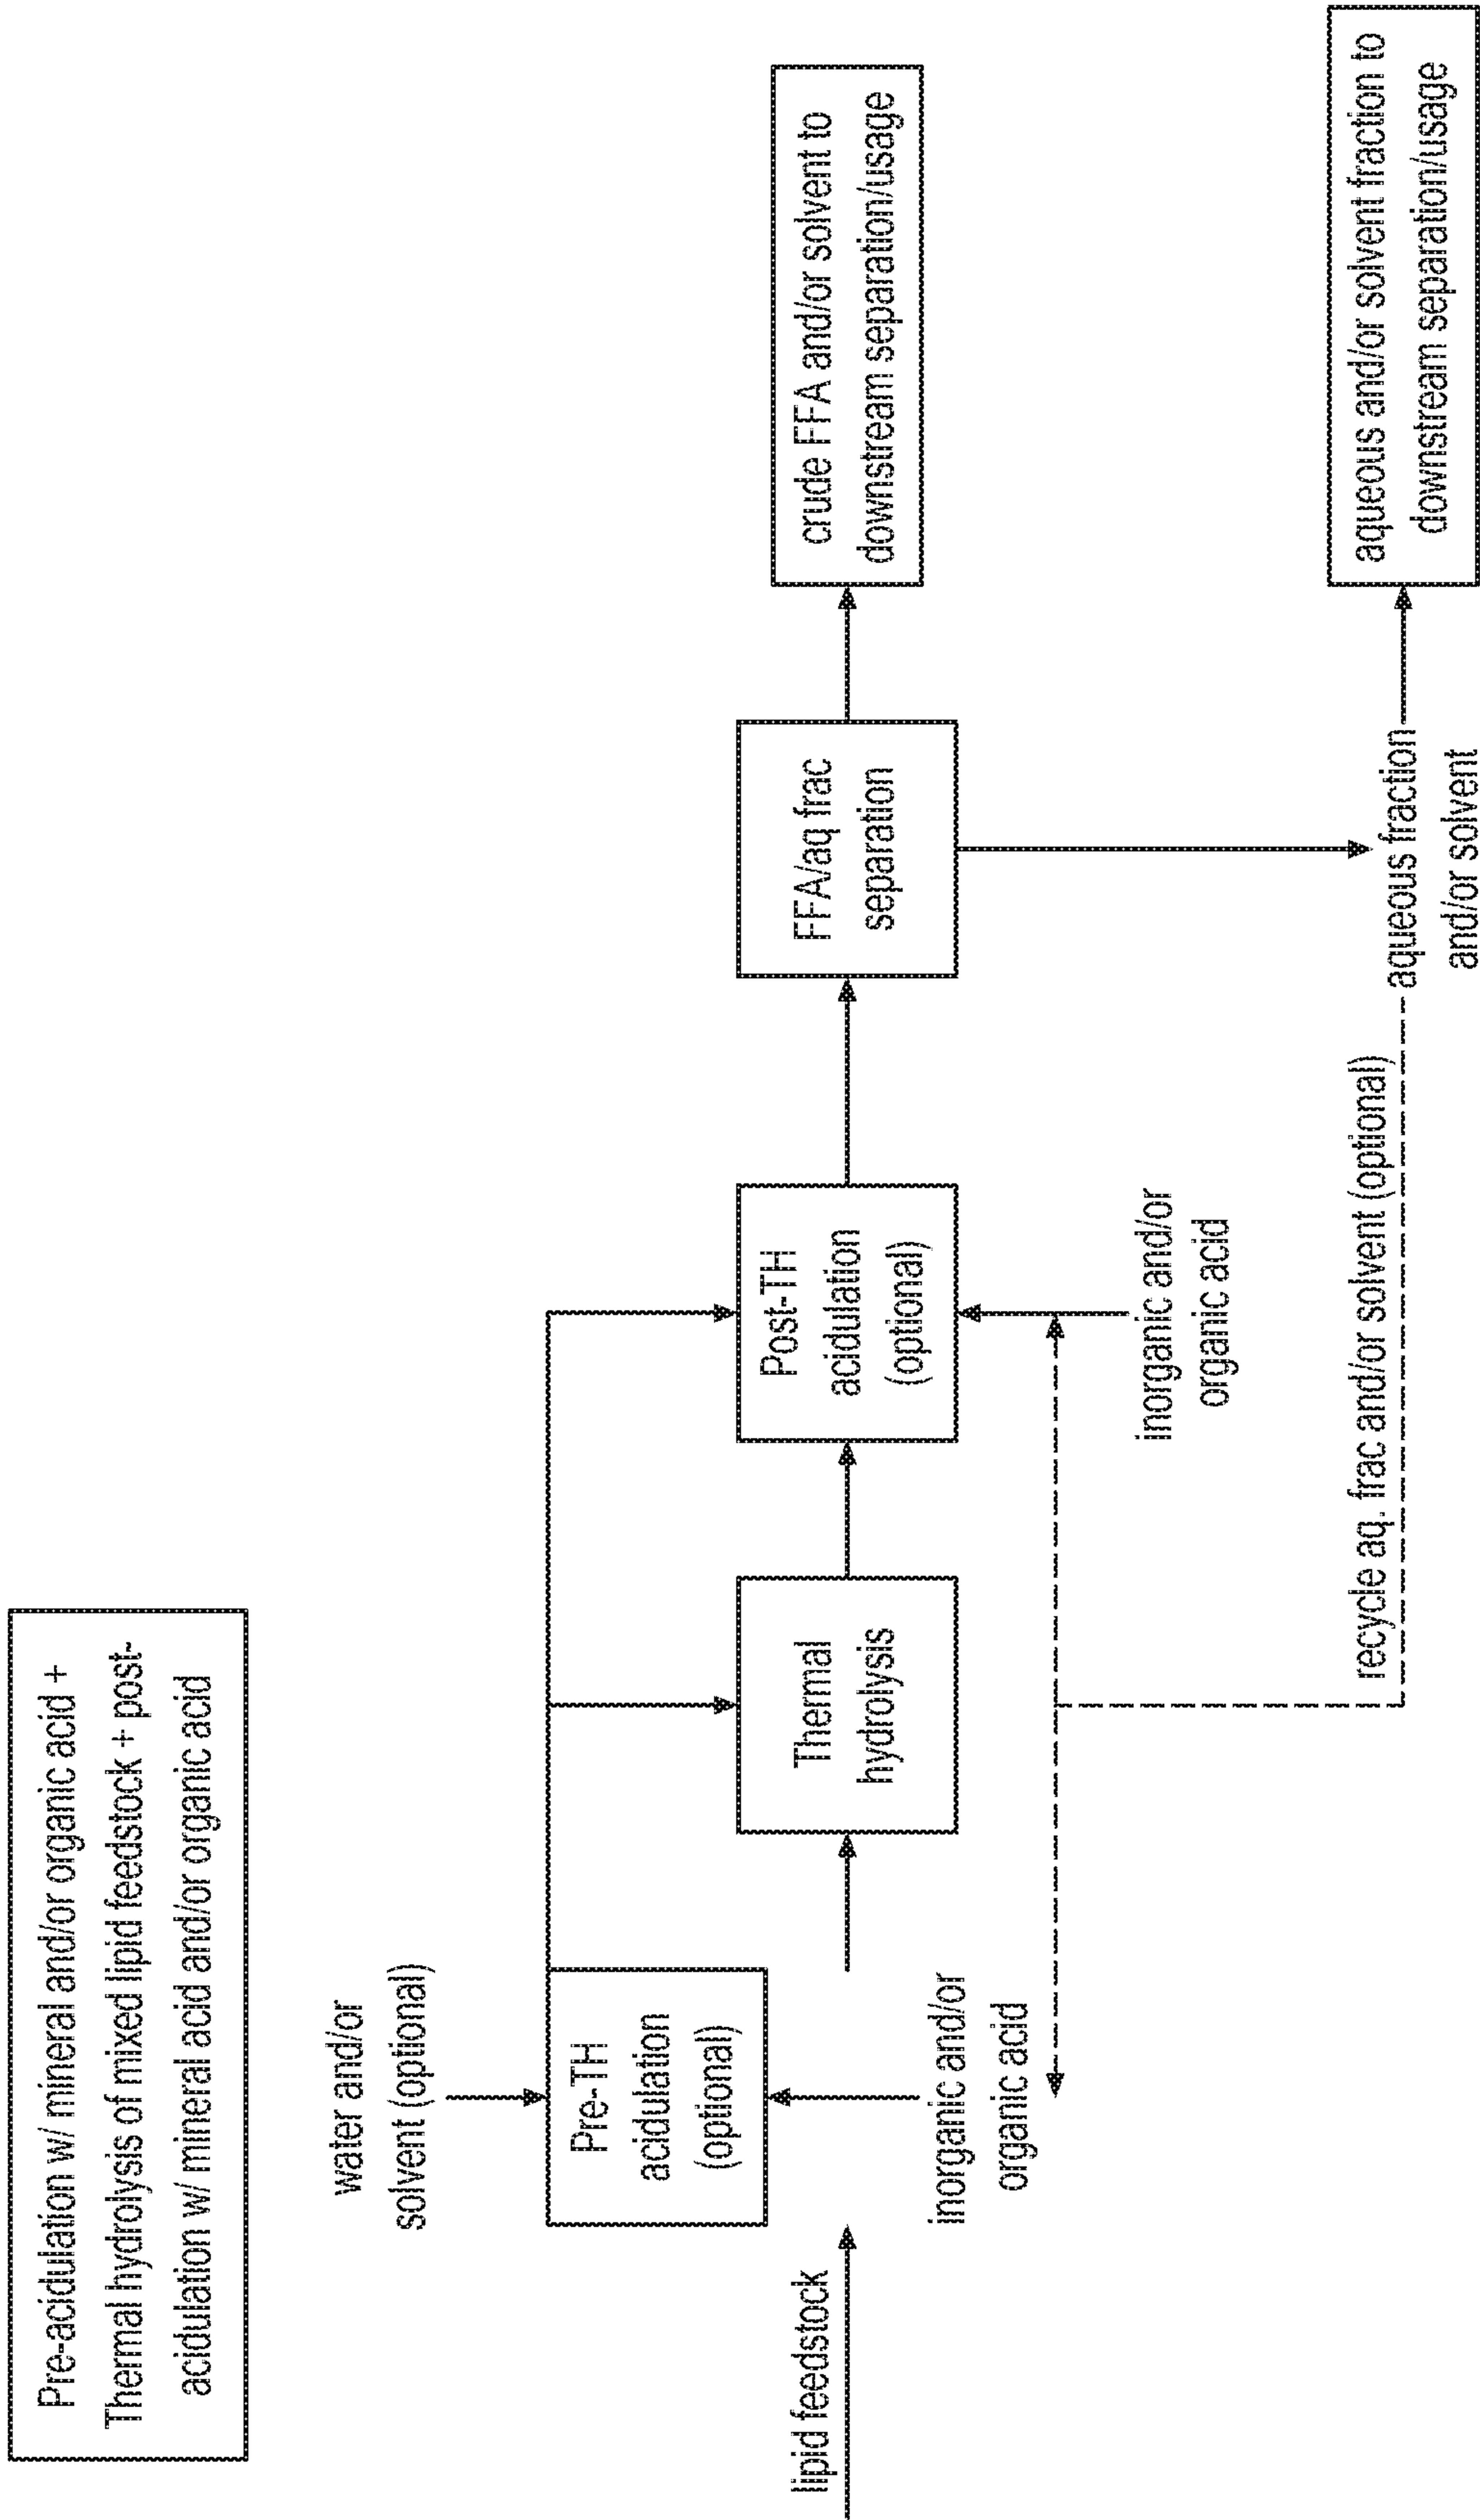 Pre-acidulation w/ mineral and/or organic acid +
Thermal hydrolysis of mixed lipid feedstock + post-
acidulation w/ mineral acid and/or organic acid
water and/or
solvent (optional)
lipid feedstock
Pre-TH
acidulation
(optional)
inorganic and/or
organic acid
Thermal
hydrolysis
Post-TH
acidulation
(optional)
inorganic and/or
organic acid
FFA/aq frac
separation
crude FFA and/or solvent to
downstream separation/usage
recycle aq. frac and/or solvent (optional)
aqueous fraction
and/or solvent
aqueous and/or solvent fraction to
downstream separation/usage